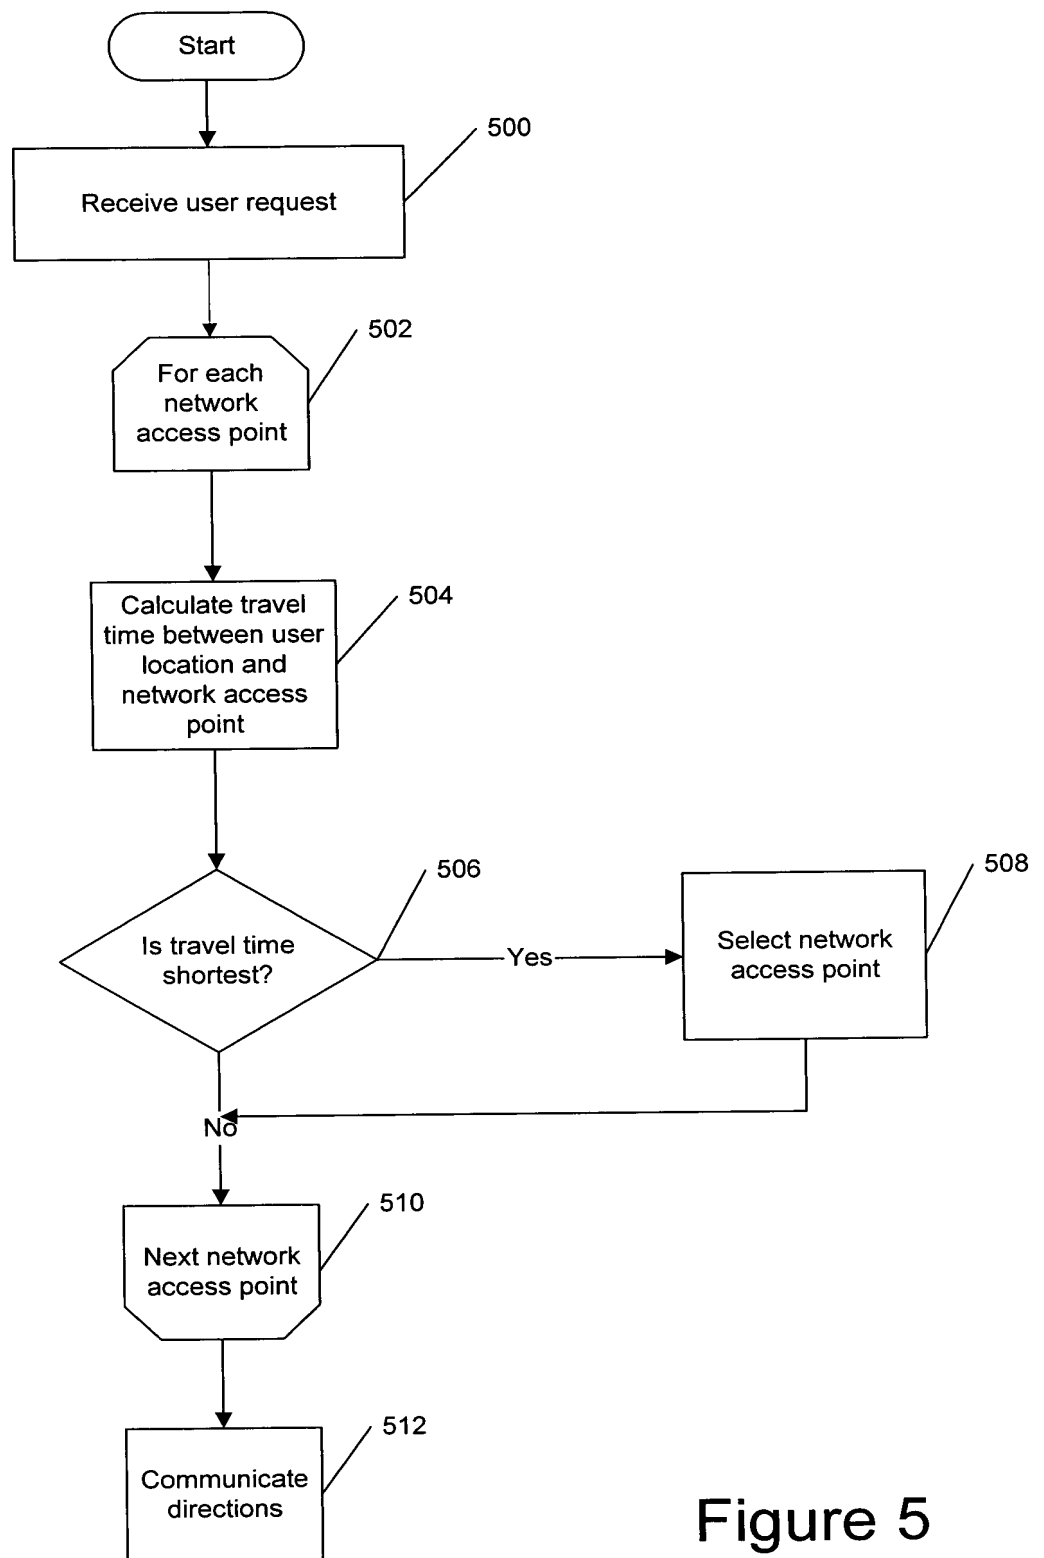 Start
500
Receive user request
502
For each
network
access point
504
Calculate travel
time between user
location and
network access
point
506
Is travel time
shortest?
Yes
508
Select network
access point
No
510
Next network
access point
512
Communicate
directions
Figure 5